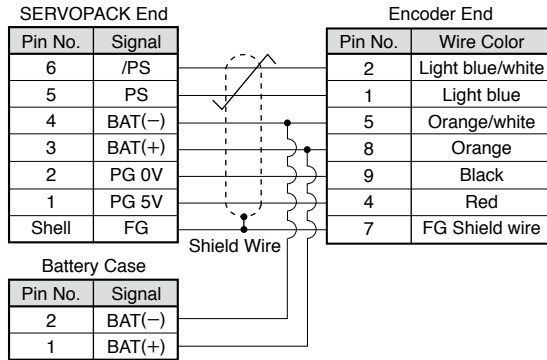 SERVOPACK End
Pin No. Signal
6 /PS
5 PS
4 BAT(−)
3 BAT(+)
2 PG 0V
1 PG 5V
Shell FG
Shield Wire
Encoder End
Pin No. Wire Color
2 Light blue/white
1 Light blue
5 Orange/white
8 Orange
9 Black
4 Red
7 FG Shield wire
Battery Case
Pin No. Signal
2 BAT(−)
1 BAT(+)